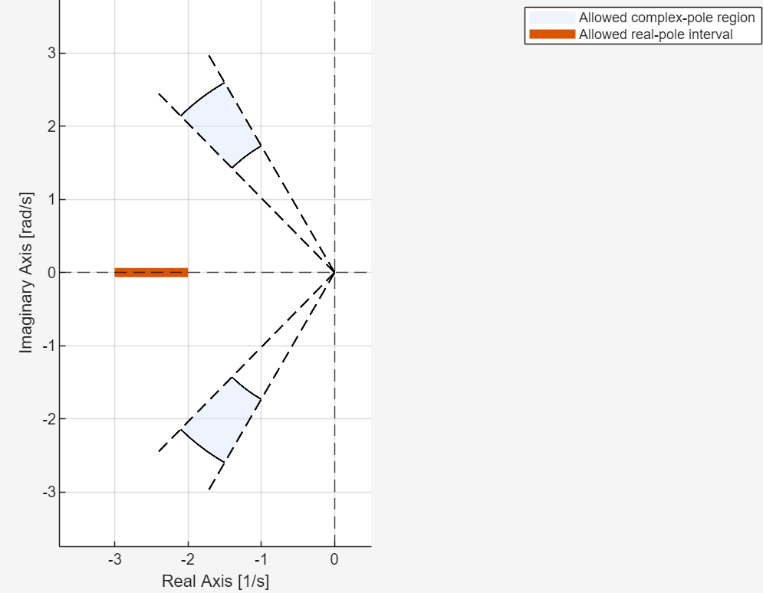 Allowed complex-pole region
Allowed real-pole interval
3
2
1
0
-1
-2
-3
Imaginary Axis [rad/s]
-3 -2 -1 0
Real Axis [1/s]